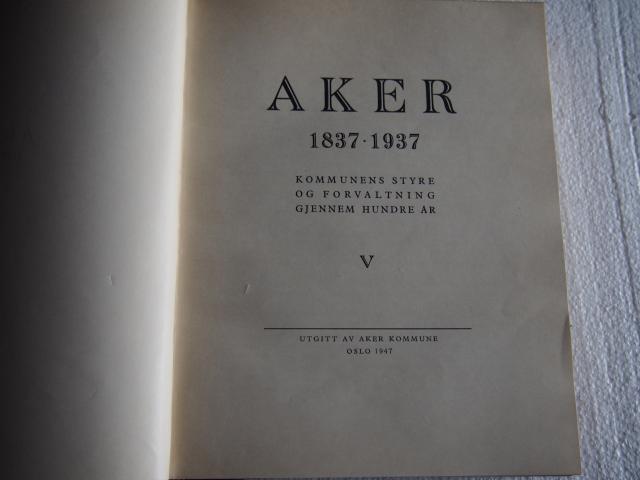 AKER
1837·1937
KOMMUNENS STYRE
OG FORVALTNING
GJENNEM HUNDRE ÅR
V
UTGITT AV AKER KOMMUNE
OSLO 1947